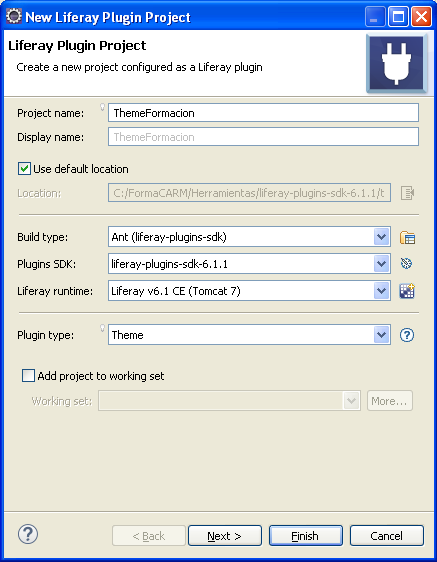 New Liferay Plugin Project
Liferay Plugin Project
Create a new project configured as a Liferay plugin
Project name: ThemeFormacion
Display name: ThemeFormacion
Use default location
Location: C:/FormaCARM/Herramientas/liferay-plugins-sdk-6.1.1/t
Build type: Ant (liferay-plugins-sdk)
Plugins SDK: liferay-plugins-sdk-6.1.1
Liferay runtime: Liferay v6.1 CE (Tomcat 7)
Plugin type: Theme
Add project to working set
Working set: More...
< Back Next > Finish Cancel